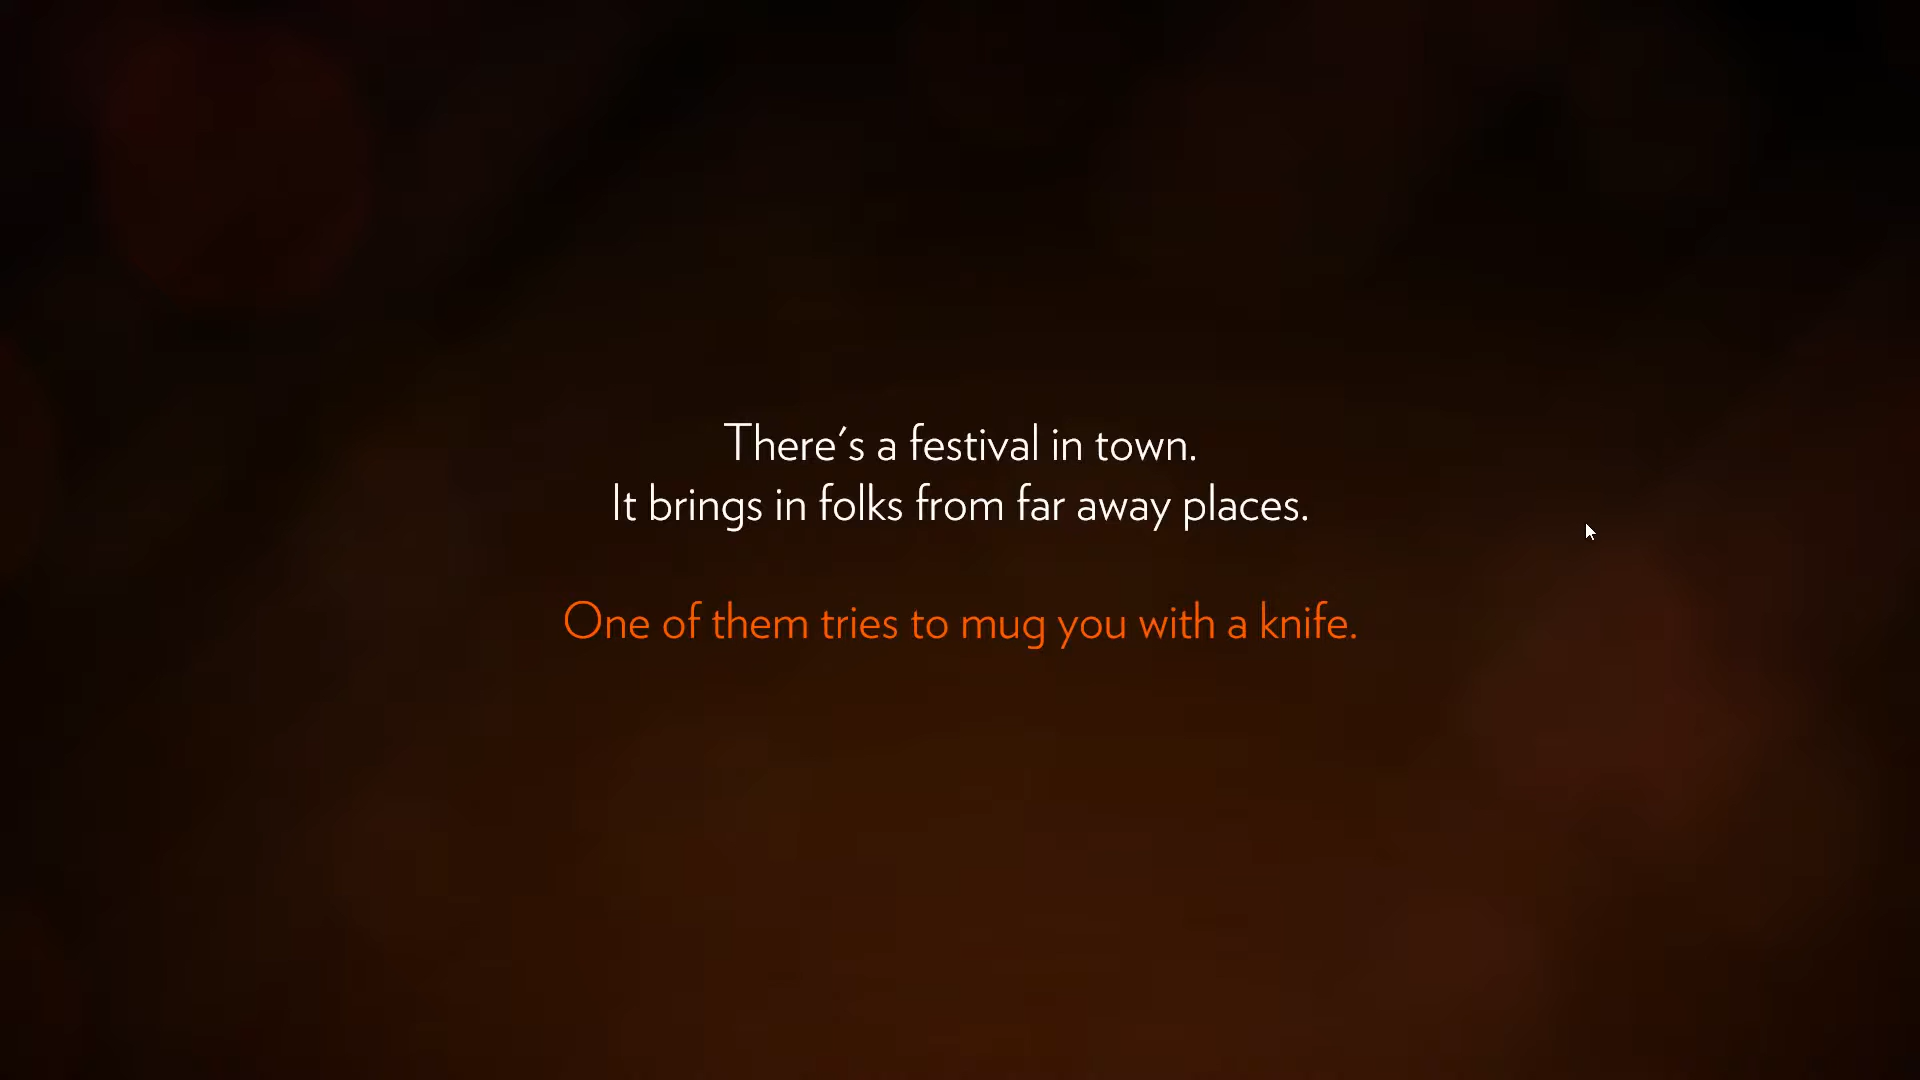 There's a festival in town.
It brings in folks from far away places.
One of them tries to mug you with a knife.